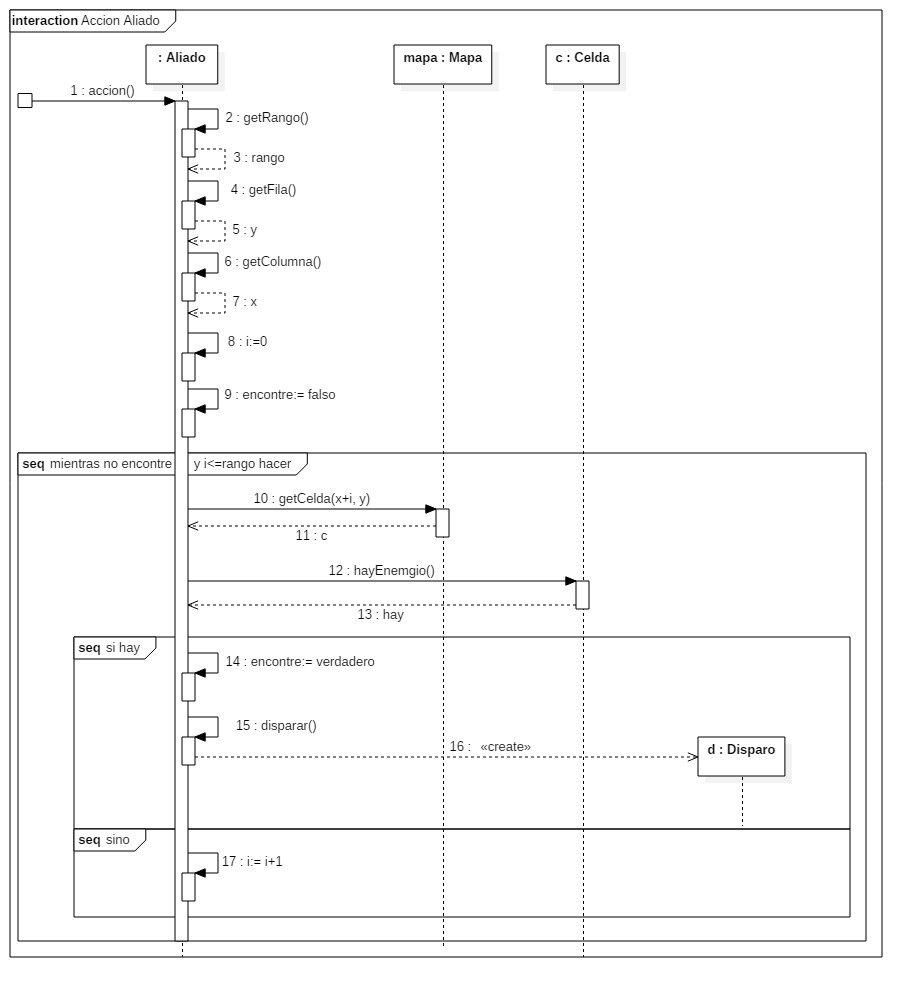 interaction Accion Aliado
: Aliado
mapa : Mapa
c : Celda
1 : accion()
2 : getRango()
3 : rango
4 : getFila()
5 : y
6 : getColumna()
7 : x
8 : i:=0
9 : encontre:= falso
seq mientras no encontre y i<=rango hacer
10 : getCelda(x+i, y)
11 : c
12 : hayEnemgio()
13 : hay
seq si hay
14 : encontre:= verdadero
15 : disparar()
16 : «create»
d : Disparo
seq sino
17 : i:= i+1